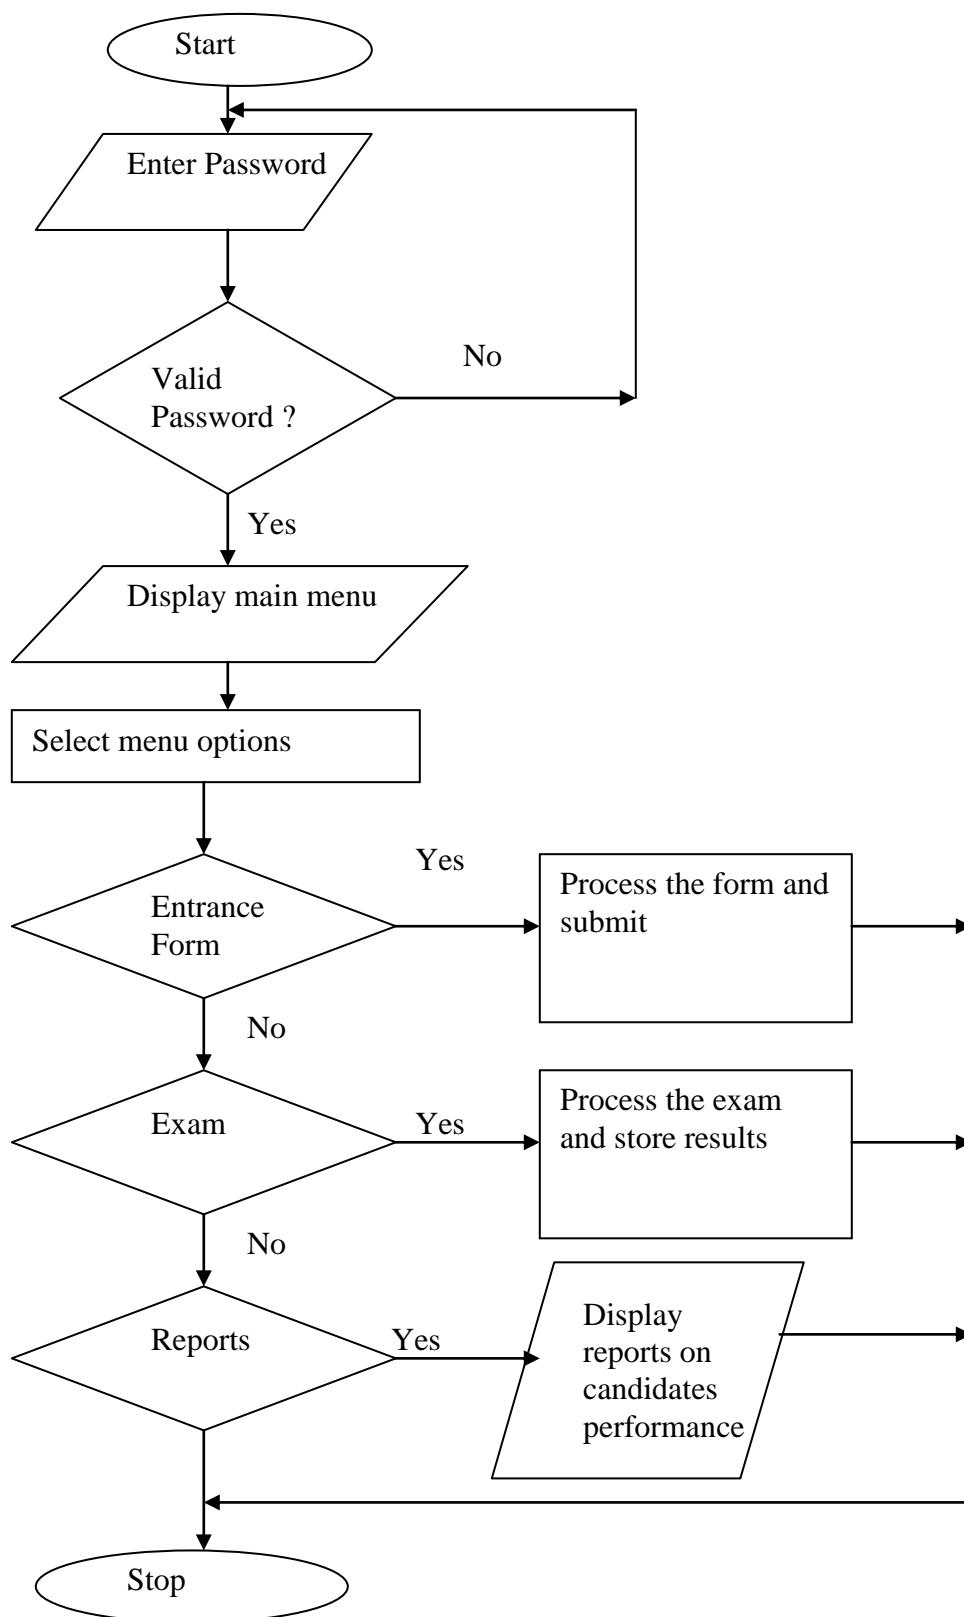 Start
Enter Password
No
Valid
Password ?
Yes
Display main menu
Select menu options
Yes
Entrance
Form
Process the form and
submit
No
Exam
Yes
Process the exam
and store results
No
Reports
Yes
Display
reports on
candidates
performance
Stop